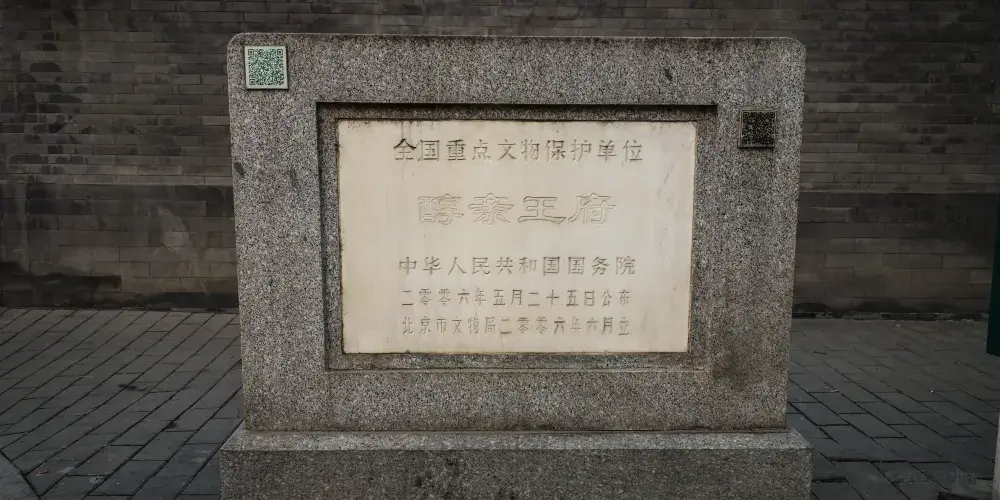 全国重点文物保护单位
醇亲王府
中华人民共和国国务院
二零零六年五月二十五日公布
北京市文物局二零零六年六月立